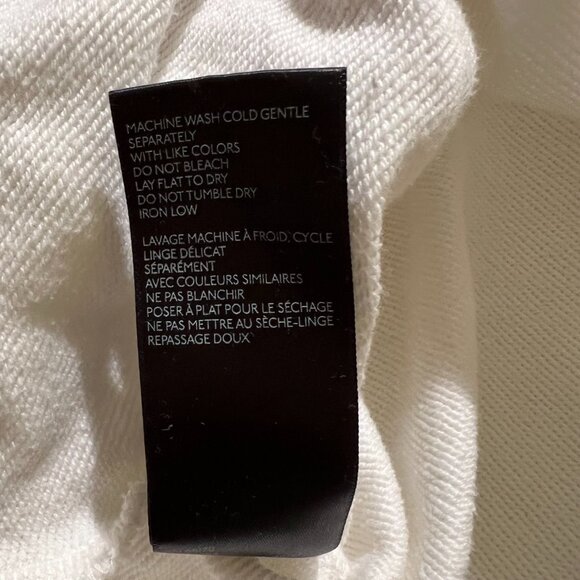 MACHINE WASH COLD GENTLE
SEPARATELY
WITH LIKE COLORS
DO NOT BLEACH
LAY FLAT TO DRY
DO NOT TUMBLE DRY
IRON LOW
LAVAGE MACHINE À FROID, CYCLE
LINGE DÉLICAT
SÉPARÉMENT
AVEC COULEURS SIMILAIRES
NE PAS BLANCHIR
POSER À PLAT POUR LE SÉCHAGE
NE PAS METTRE AU SÈCHE-LINGE
REPASSAGE DOUX